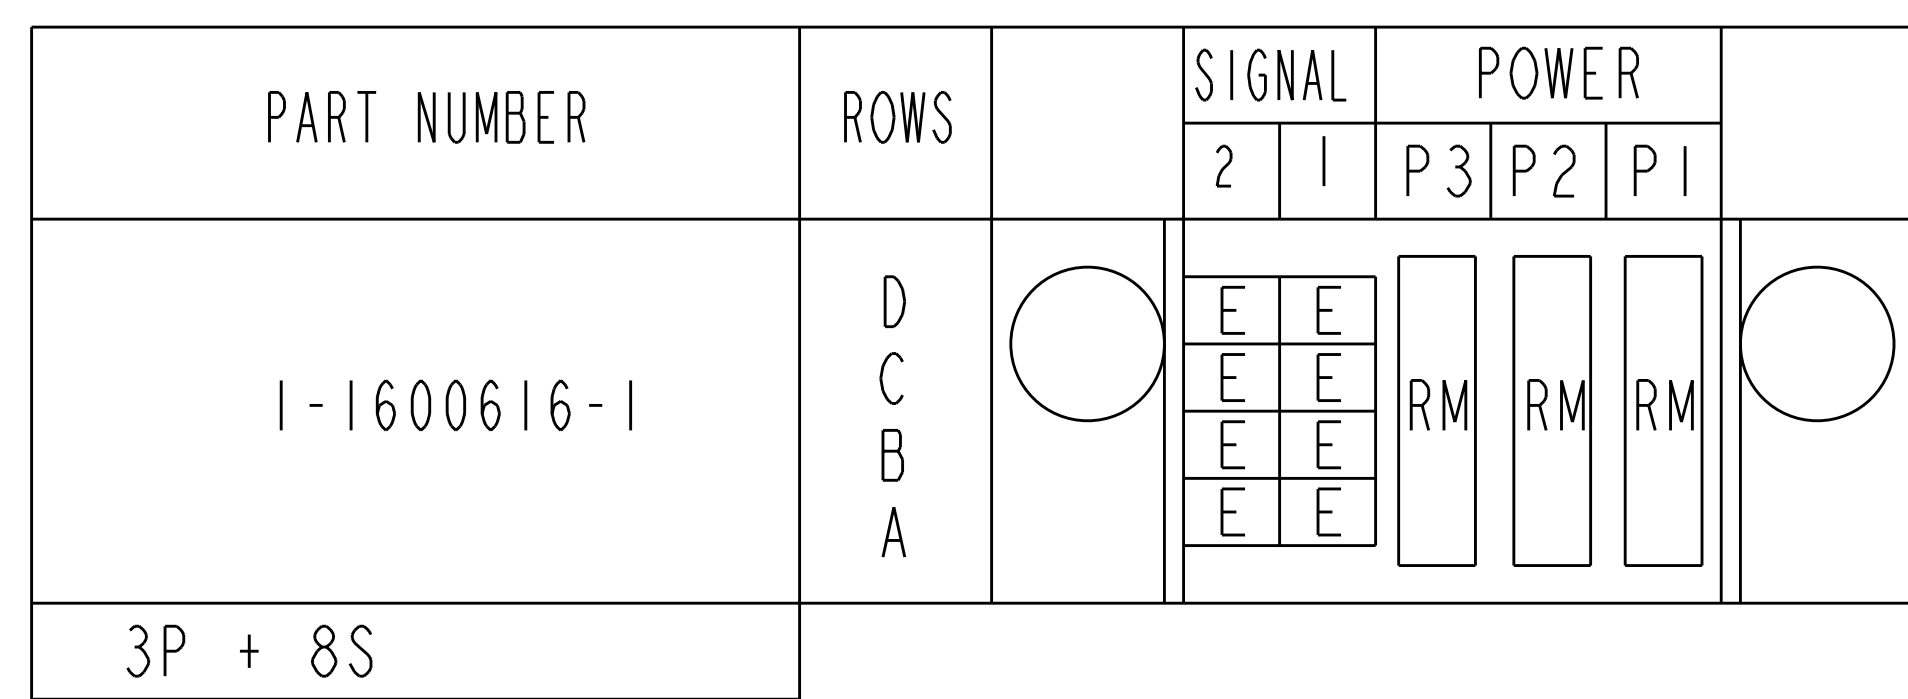 PART NUMBER ROWS SIGNAL POWER
2 1 P3 P2 P1
D E E
C E E
1-1600616-1 RM RM RM
B E E
A E E
3P + 8S